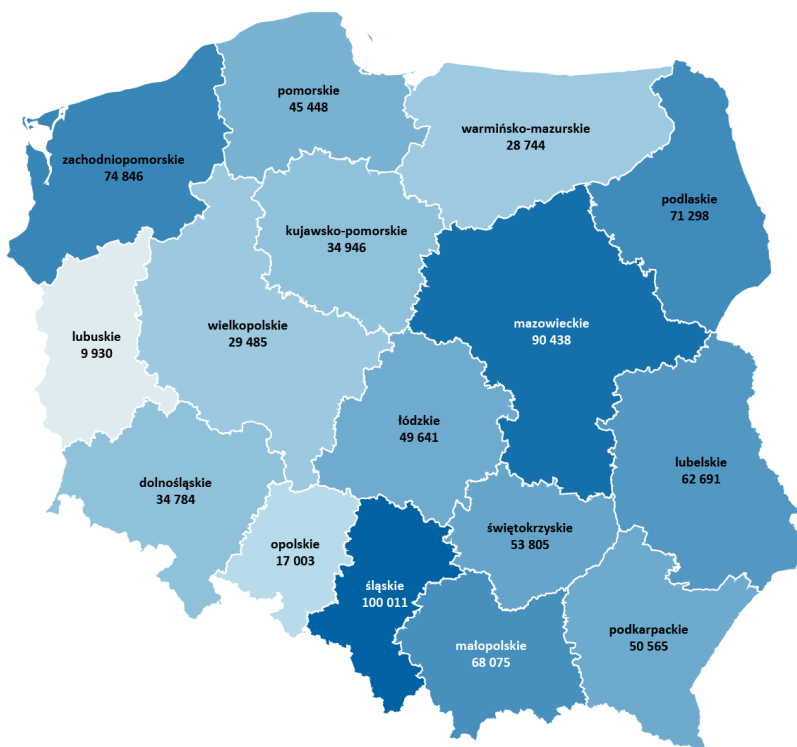 pomorskie
45 448
warmińsko-mazurskie
28 744
zachodniopomorskie
74 846
podlaskie
71 298
kujawsko-pomorskie
34 946
mazowieckie
90 438
wielkopolskie
29 485
lubuskie
9 930
łódzkie
49 641
lubelskie
62 691
dolnośląskie
34 784
świętokrzyskie
53 805
opolskie
17 003
śląskie
100 011
podkarpackie
50 565
małopolskie
68 075